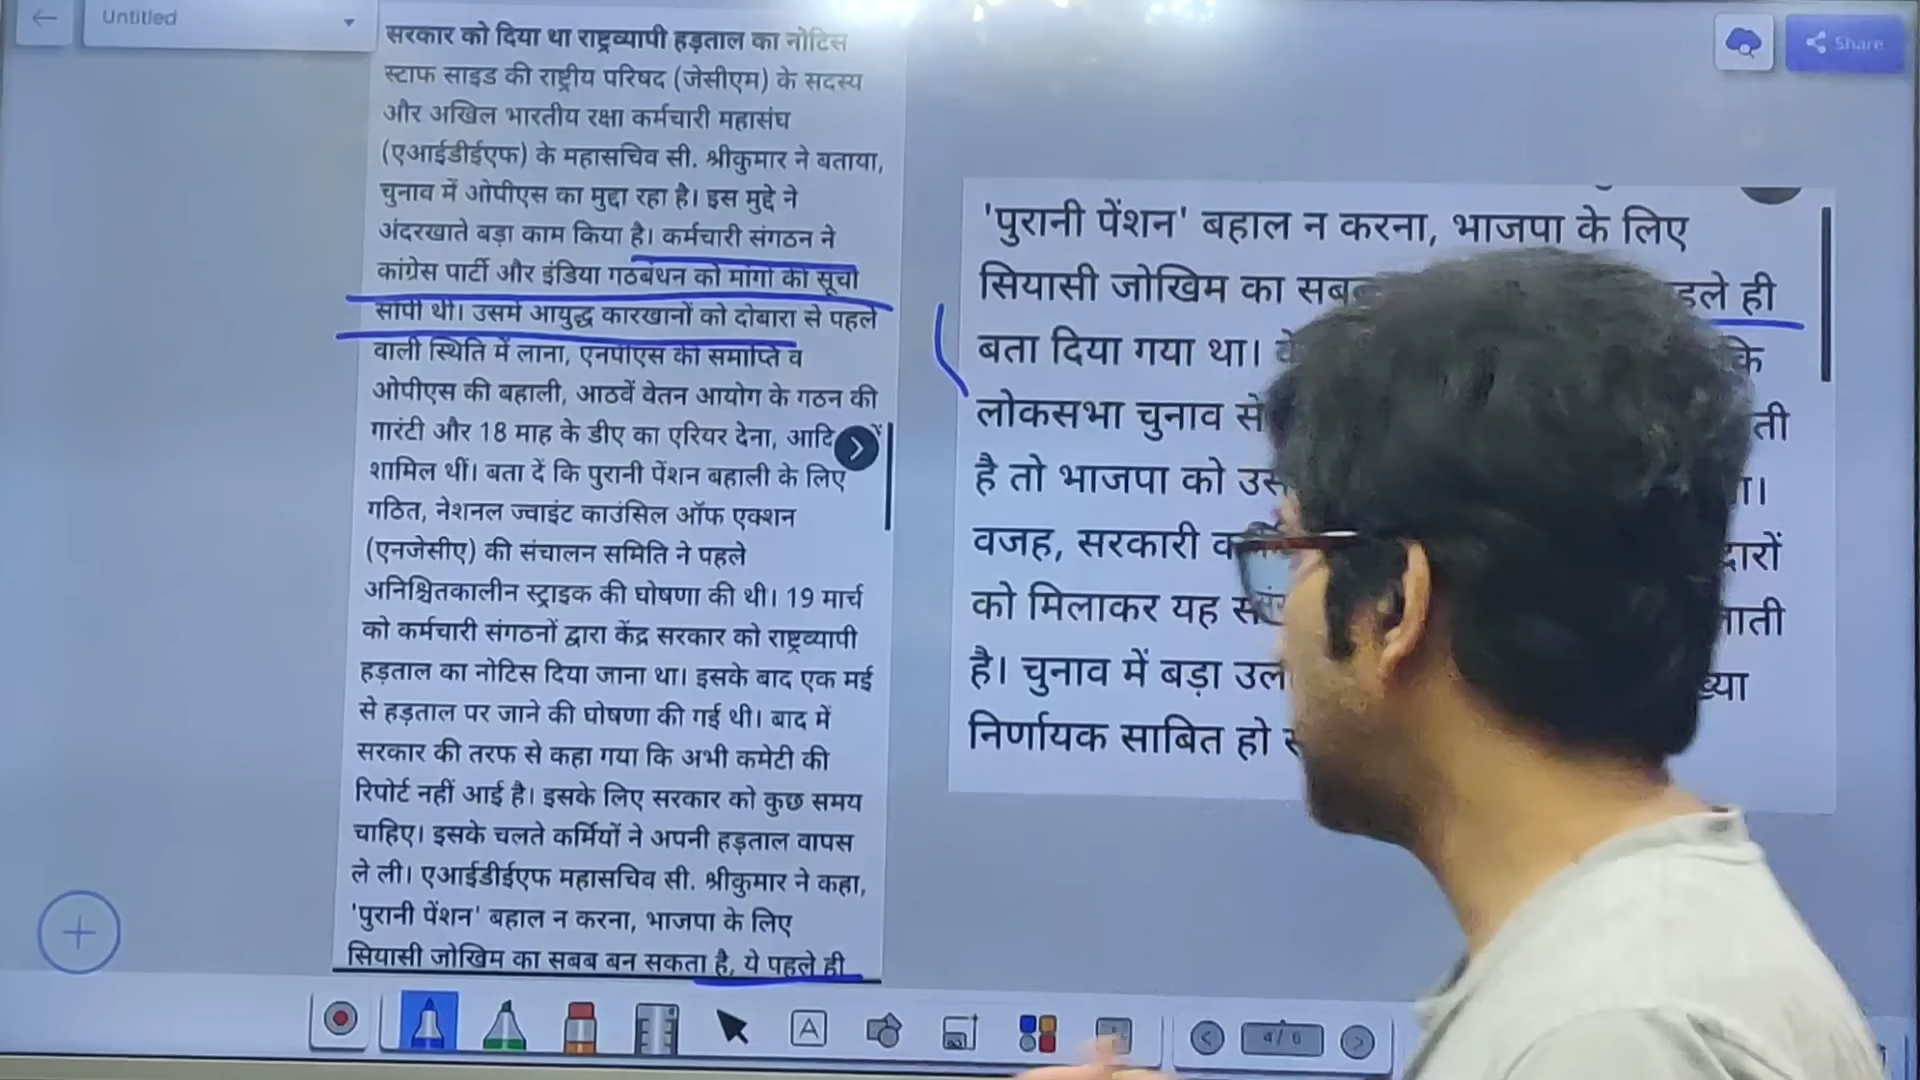 Untitled
Share
सरकार को दिया था राष्ट्रव्यापी हड़ताल का नोटिस
स्टाफ साइड की राष्ट्रीय परिषद (जेसीएम) के सदस्य
और अखिल भारतीय रक्षा कर्मचारी महासंघ
(एआईडीईएफ) के महासचिव सी. श्रीकुमार ने बताया,
चुनाव में ओपीएस का मुद्दा रहा है। इस मुद्दे ने
अंदरखाते बड़ा काम किया है। कर्मचारी संगठन ने
कांग्रेस पार्टी और इंडिया गठबंधन को मांगों की सूची
सौंपी थी। उसमें आयुद्ध कारखानों को दोबारा से पहले
वाली स्थिति में लाना, एनपीएस की समाप्ति व
ओपीएस की बहाली, आठवें वेतन आयोग के गठन की
गारंटी और 18 माह के डीए का एरियर देना, आदि
शामिल थीं। बता दें कि पुरानी पेंशन बहाली के लिए
गठित, नेशनल ज्वाइंट काउंसिल ऑफ एक्शन
(एनजेसीए) की संचालन समिति ने पहले
अनिश्चितकालीन स्ट्राइक की घोषणा की थी। 19 मार्च
को कर्मचारी संगठनों द्वारा केंद्र सरकार को राष्ट्रव्यापी
हड़ताल का नोटिस दिया जाना था। इसके बाद एक मई
से हड़ताल पर जाने की घोषणा की गई थी। बाद में
सरकार की तरफ से कहा गया कि अभी कमेटी की
रिपोर्ट नहीं आई है। इसके लिए सरकार को कुछ समय
चाहिए। इसके चलते कर्मियों ने अपनी हड़ताल वापस
ले ली। एआईडीईएफ महासचिव सी. श्रीकुमार ने कहा,
'पुरानी पेंशन' बहाल न करना, भाजपा के लिए
सियासी जोखिम का सबब बन सकता है, ये पहले ही
'पुरानी पेंशन' बहाल न करना, भाजपा के लिए
सियासी जोखिम का ही
बता दिया गया था। कि
लोकसभा चुनाव से
है तो भाजपा को
वजह, सरकारी
को मिलाकर यह
है। चुनाव में बड़ा
निर्णायक साबित हो
A
4/6